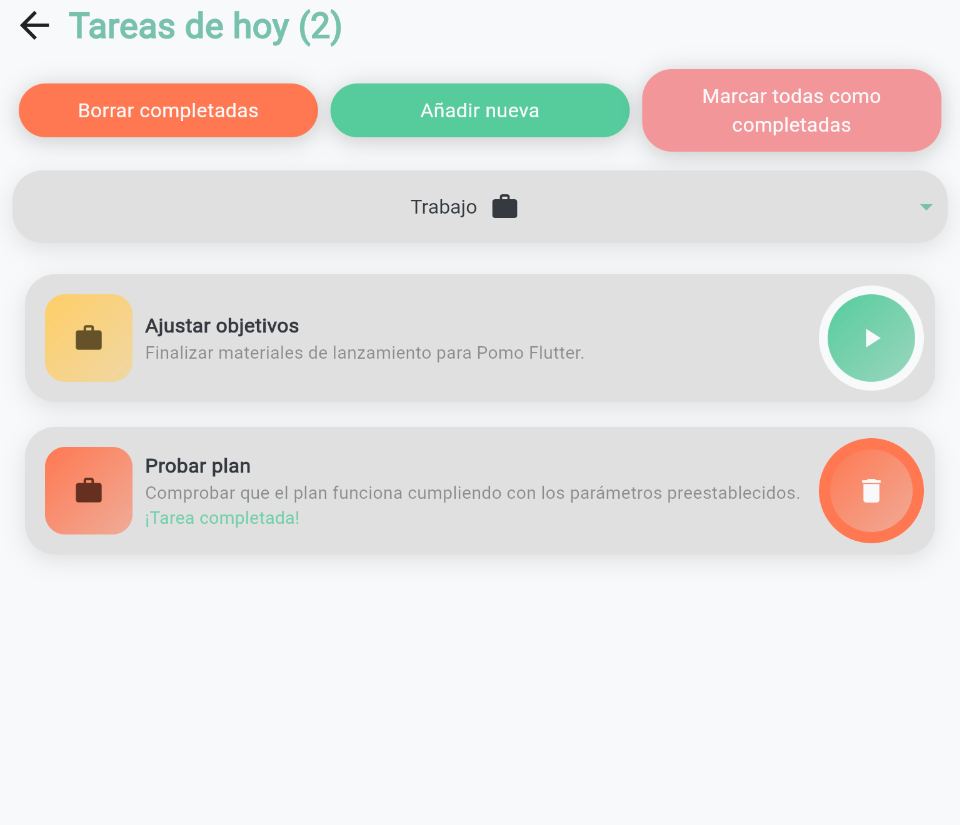 Tareas de hoy (2)
Borrar completadas
Añadir nueva
Marcar todas como
completadas
Trabajo
Ajustar objetivos
Finalizar materiales de lanzamiento para Pomo Flutter.
Probar plan
Comprobar que el plan funciona cumpliendo con los parámetros preestablecidos.
¡Tarea completada!